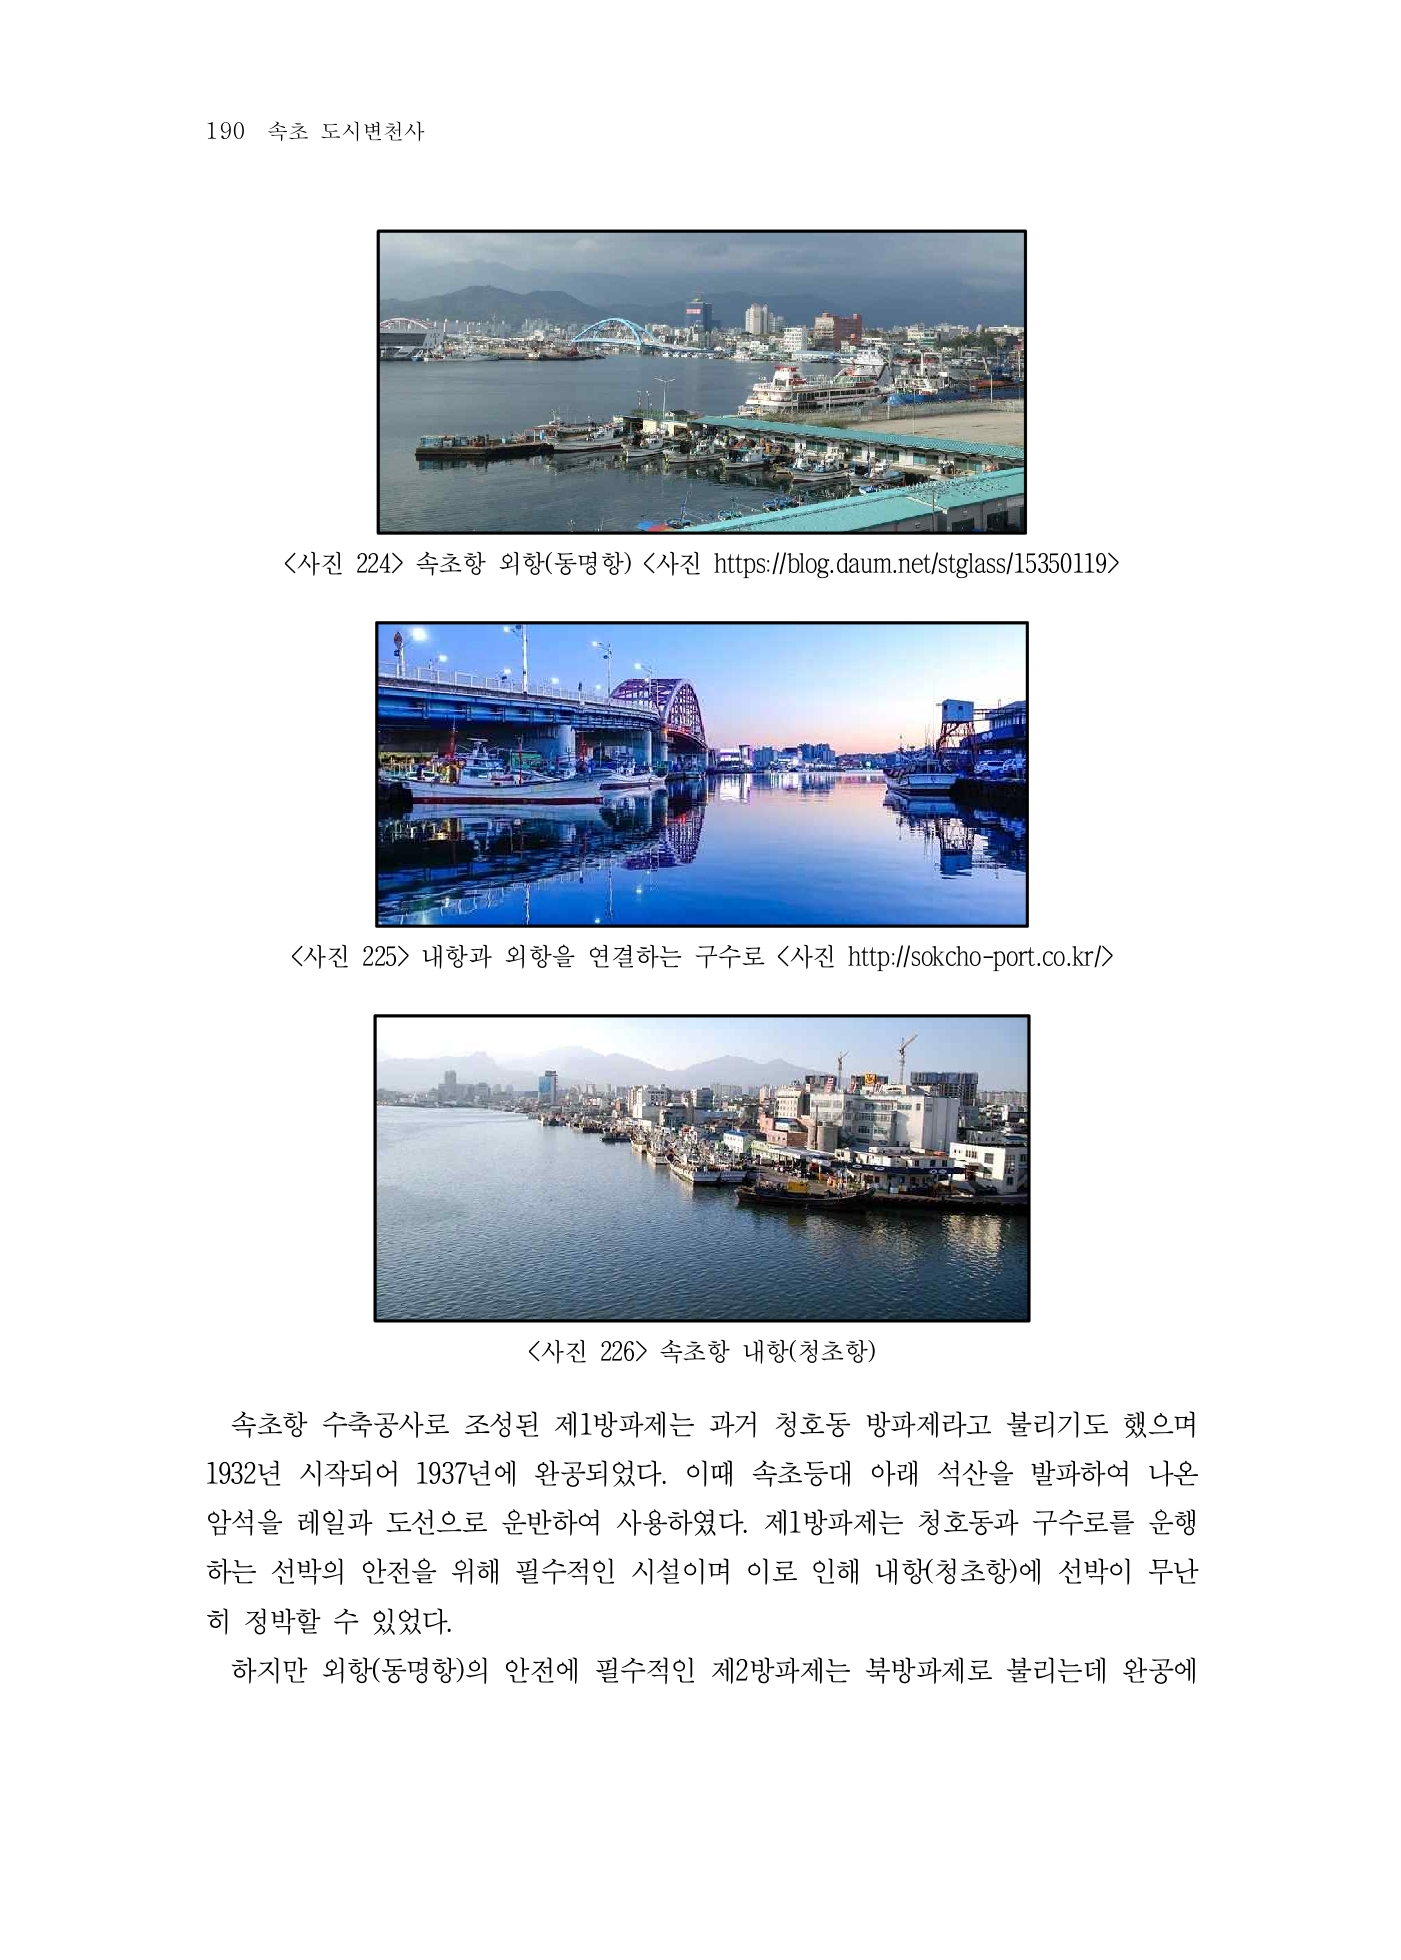 190 속초 도시변천사
<사진 224> 속초항 외항(동명항) <사진 https://blog.daum.net/stglass/15350119>
<사진 225> 내항과 외항을 연결하는 구수로 <사진 http://sokcho-port.co.kr/>
<사진 226> 속초항 내항(청초항)
속초항 수축공사로 조성된 제1방파제는 과거 청호동 방파제라고 불리기도 했으며
1932년 시작되어 1937년에 완공되었다. 이때 속초등대 아래 석산을 발파하여 나온
암석을 레일과 도선으로 운반하여 사용하였다. 제1방파제는 청호동과 구수로를 운행
하는 선박의 안전을 위해 필수적인 시설이며 이로 인해 내항(청초항)에 선박이 무난
히 정박할 수 있었다.
하지만 외항(동명항)의 안전에 필수적인 제2방파제는 북방파제로 불리는데 완공에